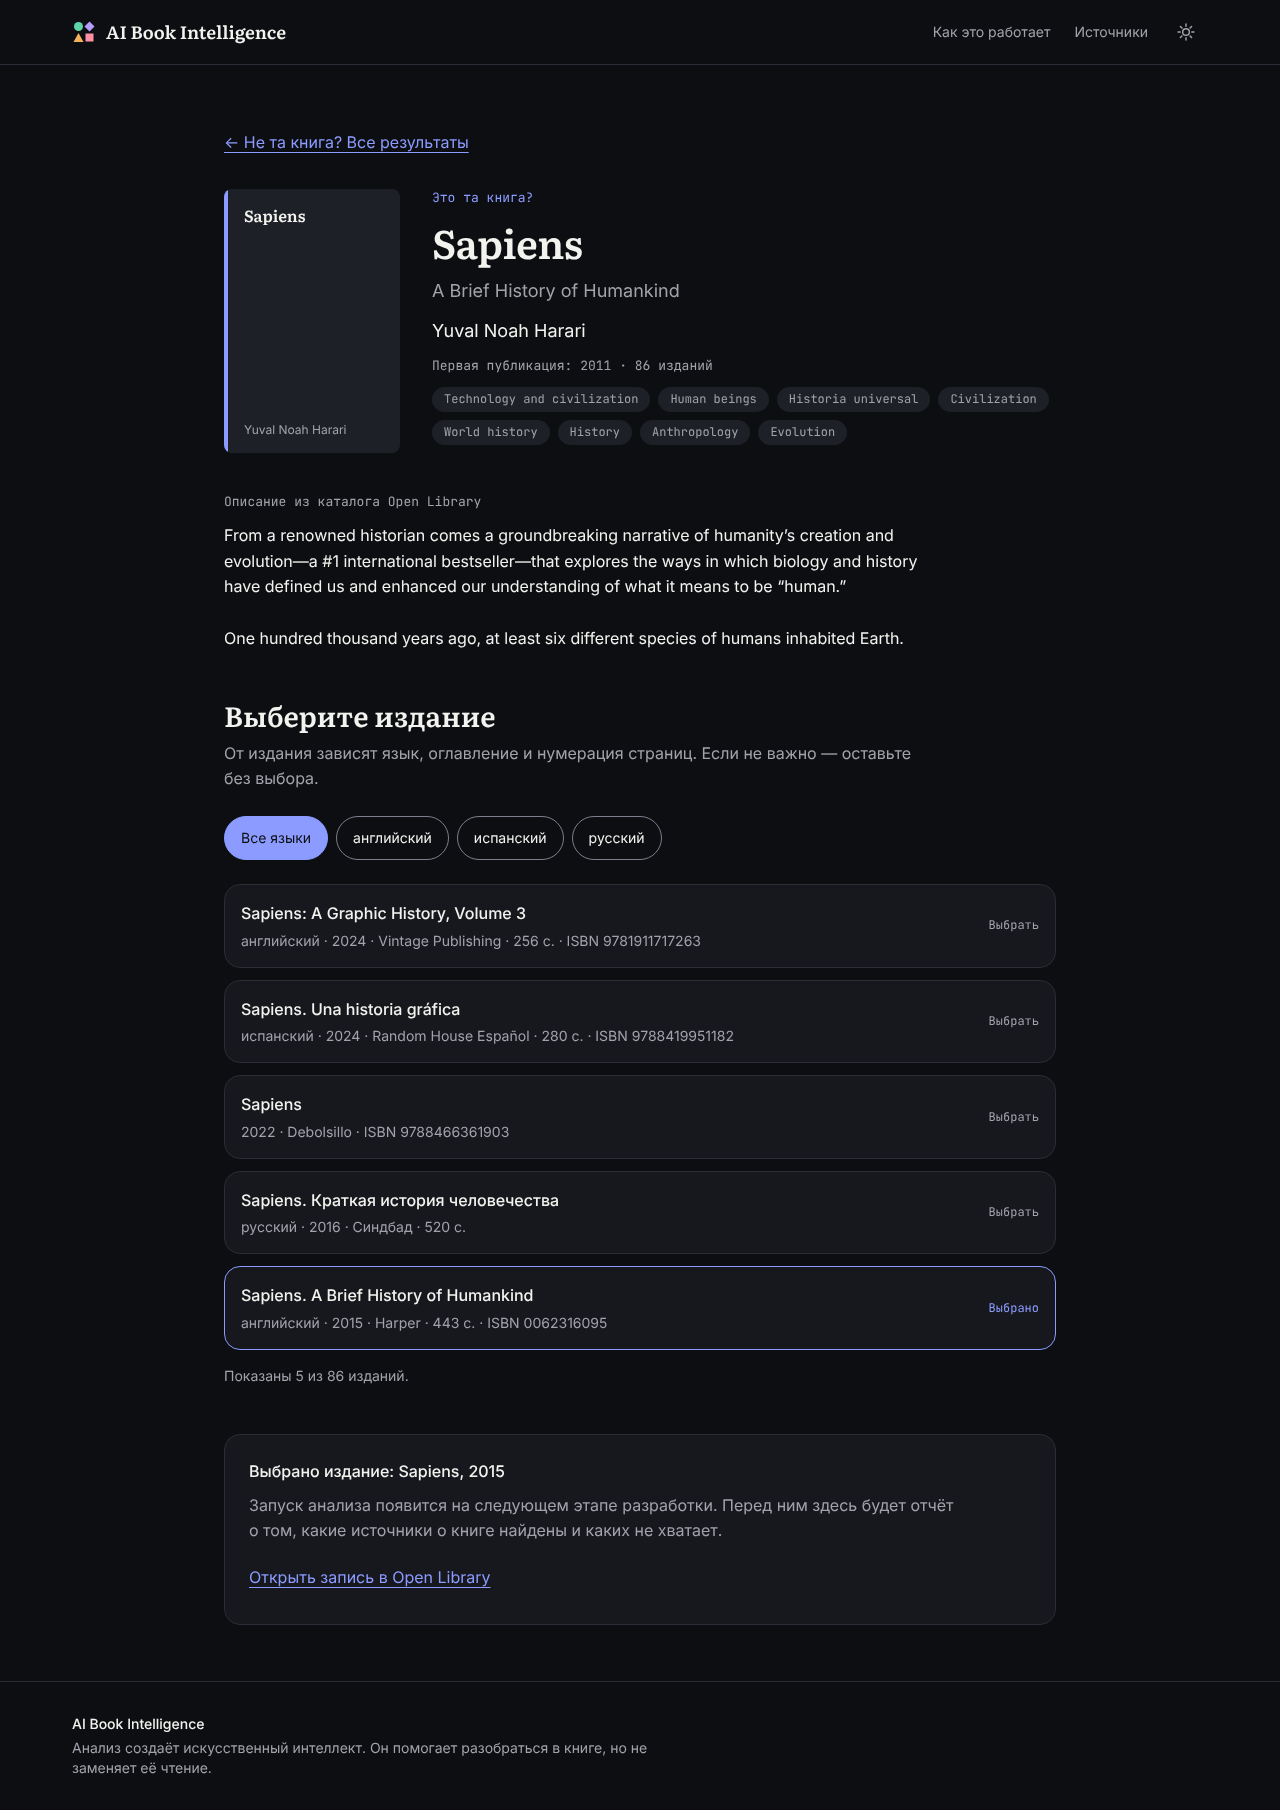 AI Book Intelligence
Как это работает
Источники
← Не та книга? Все результаты
Sapiens
Yuval Noah Harari
Это та книга?
Sapiens
A Brief History of Humankind
Yuval Noah Harari
Первая публикация: 2011 · 86 изданий
Technology and civilization
Human beings
Historia universal
Civilization
World history
History
Anthropology
Evolution
Описание из каталога Open Library
From a renowned historian comes a groundbreaking narrative of humanity’s creation and
evolution—a #1 international bestseller—that explores the ways in which biology and history
have defined us and enhanced our understanding of what it means to be “human.”
One hundred thousand years ago, at least six different species of humans inhabited Earth.
Выберите издание
От издания зависят язык, оглавление и нумерация страниц. Если не важно — оставьте
без выбора.
Все языки
английский
испанский
русский
Sapiens: A Graphic History, Volume 3
английский · 2024 · Vintage Publishing · 256 с. · ISBN 9781911717263
Выбрать
Sapiens. Una historia gráfica
испанский · 2024 · Random House Español · 280 с. · ISBN 9788419951182
Выбрать
Sapiens
2022 · Debolsillo · ISBN 9788466361903
Выбрать
Sapiens. Краткая история человечества
русский · 2016 · Синдбад · 520 с.
Выбрать
Sapiens. A Brief History of Humankind
английский · 2015 · Harper · 443 с. · ISBN 0062316095
Выбрано
Показаны 5 из 86 изданий.
Выбрано издание: Sapiens, 2015
Запуск анализа появится на следующем этапе разработки. Перед ним здесь будет отчёт
о том, какие источники о книге найдены и каких не хватает.
Открыть запись в Open Library
AI Book Intelligence
Анализ создаёт искусственный интеллект. Он помогает разобраться в книге, но не
заменяет её чтение.